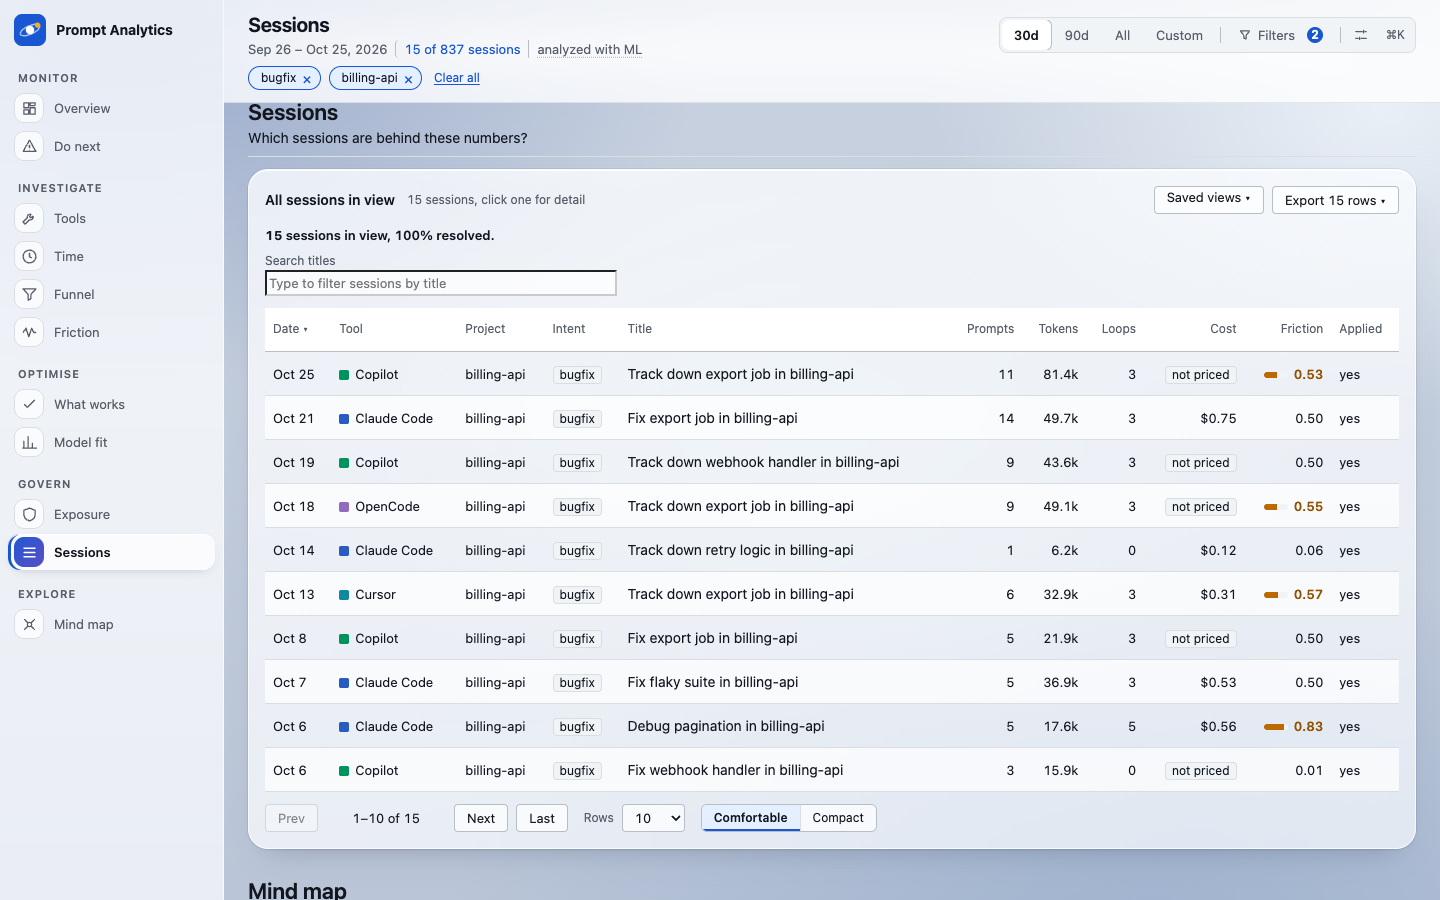 Prompt Analytics
MONITOR
Overview
Do next
INVESTIGATE
Tools
Time
Funnel
Friction
OPTIMISE
What works
Model fit
GOVERN
Exposure
Sessions
EXPLORE
Mind map
Sessions
Sep 26 – Oct 25, 2026 15 of 837 sessions analyzed with ML
bugfix × billing-api × Clear all
30d 90d All Custom Filters 2 ⌘K
Sessions
Which sessions are behind these numbers?
All sessions in view 15 sessions, click one for detail
Saved views ▾ Export 15 rows ▾
15 sessions in view, 100% resolved.
Search titles
Type to filter sessions by title
Date ▾ Tool Project Intent Title Prompts Tokens Loops Cost Friction Applied
Oct 25 Copilot billing-api bugfix Track down export job in billing-api 11 81.4k 3 not priced 0.53 yes
Oct 21 Claude Code billing-api bugfix Fix export job in billing-api 14 49.7k 3 $0.75 0.50 yes
Oct 19 Copilot billing-api bugfix Track down webhook handler in billing-api 9 43.6k 3 not priced 0.50 yes
Oct 18 OpenCode billing-api bugfix Track down export job in billing-api 9 49.1k 3 not priced 0.55 yes
Oct 14 Claude Code billing-api bugfix Track down retry logic in billing-api 1 6.2k 0 $0.12 0.06 yes
Oct 13 Cursor billing-api bugfix Track down export job in billing-api 6 32.9k 3 $0.31 0.57 yes
Oct 8 Copilot billing-api bugfix Fix export job in billing-api 5 21.9k 3 not priced 0.50 yes
Oct 7 Claude Code billing-api bugfix Fix flaky suite in billing-api 5 36.9k 3 $0.53 0.50 yes
Oct 6 Claude Code billing-api bugfix Debug pagination in billing-api 5 17.6k 5 $0.56 0.83 yes
Oct 6 Copilot billing-api bugfix Fix webhook handler in billing-api 3 15.9k 0 not priced 0.01 yes
Prev 1–10 of 15 Next Last Rows 10 Comfortable Compact
Mind map